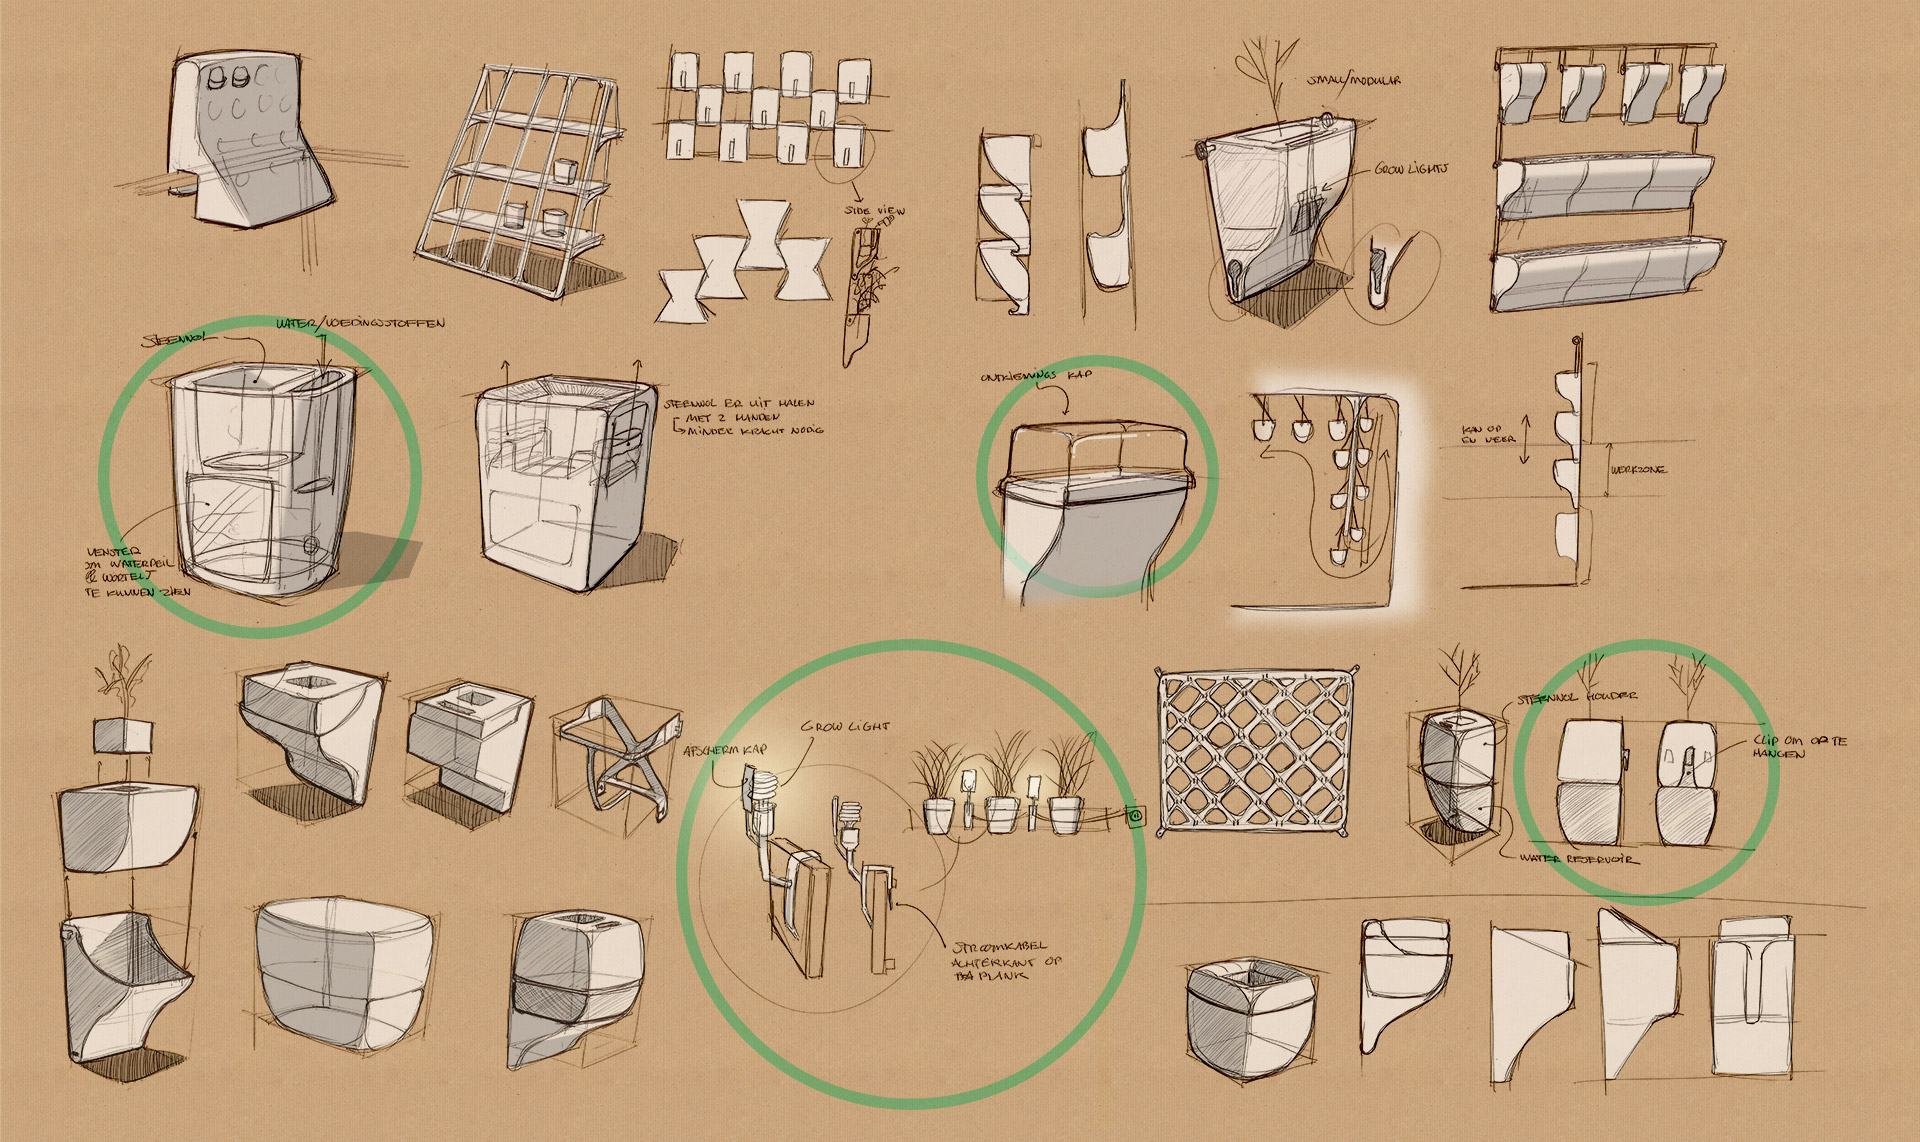 SMALL/MODULAR
GROW LIGHTS
SIDE VIEW
STEENWOL
WATER/VOEDINGSSTOFFEN
STEENWOL ER UIT HALEN
MET 2 HANDEN
MINDER KRACHT NODIG
VENSTER
OM WATERPEIL
& WORTELS
TE KUNNEN ZIEN
ONTKIEMINGS KAP
KAN OP
EN NEER
WERKZONE
AFSCHERM KAP
GROW LIGHT
STROOMKABEL
ACHTERKANT OP
PLANK
STEENWOL HOUDER
CLIP OM OP TE
HANGEN
WATER RESERVOIR